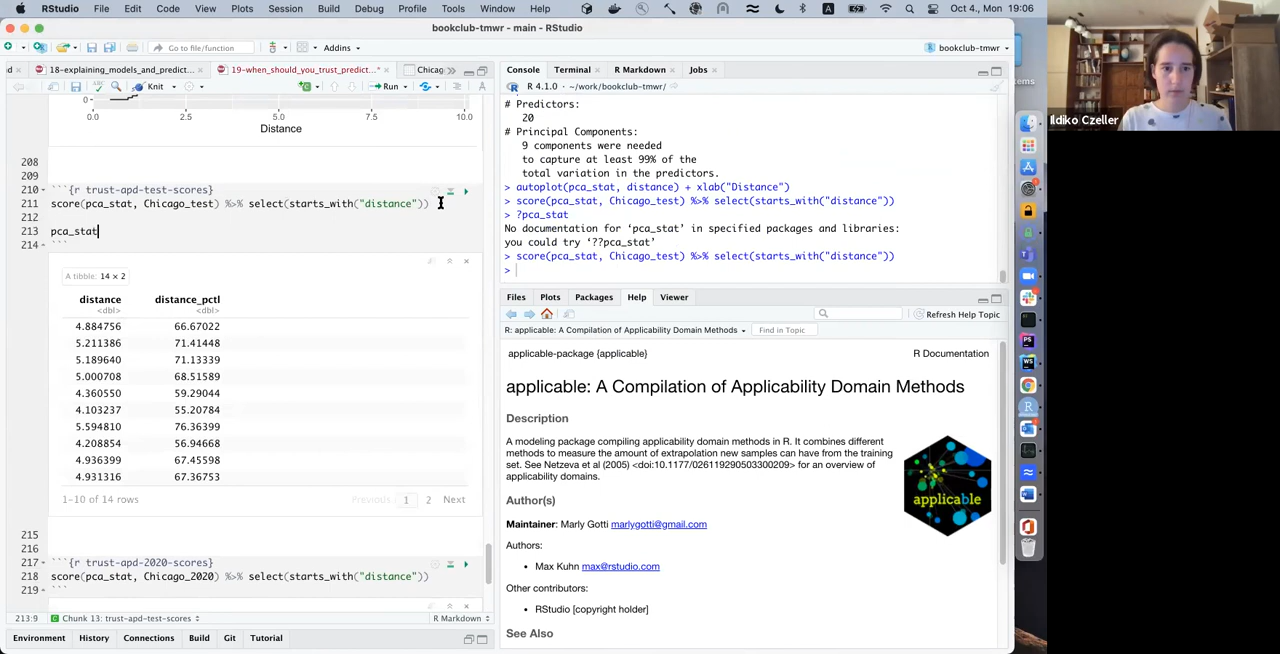 RStudio File Edit Code View Plots Session Build Debug Profile Tools Window Help Oct 4., Mon 19:06
bookclub-tmwr - main - RStudio
Go to file/function Addins bookclub-tmwr
18-explaining_models_and_predict... 19-when_should_you_trust_predict...* Chicag
Knit Run
0
0.0 2.5 5.0 7.5 10.0
Distance
208
209
210 ```{r trust-apd-test-scores}
211 score(pca_stat, Chicago_test) %>% select(starts_with("distance"))
212
213 pca_stat
214 ```
A tibble: 14 × 2
distance distance_pctl
<dbl> <dbl>
4.884756 66.67022
5.211386 71.41448
5.189640 71.13339
5.000708 68.51589
4.360550 59.29044
4.103237 55.20784
5.594810 76.36399
4.208854 56.94668
4.936399 67.45598
4.931316 67.36753
1-10 of 14 rows Previous 1 2 Next
215
216
217 ```{r trust-apd-2020-scores}
218 score(pca_stat, Chicago_2020) %>% select(starts_with("distance"))
219 ```
213:9 Chunk 13: trust-apd-test-scores R Markdown
Environment History Connections Build Git Tutorial
Console Terminal R Markdown Jobs
R 4.1.0 · ~/work/bookclub-tmwr/
# Predictors:
20
# Principal Components:
9 components were needed
to capture at least 99% of the
total variation in the predictors.
> autoplot(pca_stat, distance) + xlab("Distance")
> score(pca_stat, Chicago_test) %>% select(starts_with("distance"))
> ?pca_stat
No documentation for ‘pca_stat’ in specified packages and libraries:
you could try ‘??pca_stat’
> score(pca_stat, Chicago_test) %>% select(starts_with("distance"))
>
Files Plots Packages Help Viewer
Refresh Help Topic
R: applicable: A Compilation of Applicability Domain Methods Find in Topic
applicable-package {applicable} R Documentation
applicable: A Compilation of Applicability Domain Methods
Description
A modeling package compiling applicability domain methods in R. It combines different
methods to measure the amount of extrapolation new samples can have from the training
set. See Netzeva et al (2005) <doi:10.1177/026119290503300209> for an overview of
applicability domains.
applicable
Author(s)
Maintainer: Marly Gotti marlygotti@gmail.com
Authors:
• Max Kuhn max@rstudio.com
Other contributors:
• RStudio [copyright holder]
See Also
Ildiko Czeller